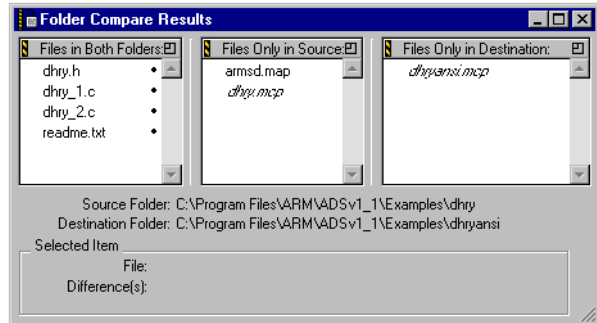 Folder Compare Results
Files in Both Folders:
dhry.h •
dhry_1.c •
dhry_2.c •
readme.txt •
Files Only in Source:
armsd.map
dhry.mcp
Files Only in Destination:
dhryansi.mcp
Source Folder: C:\Program Files\ARM\ADSv1_1\Examples\dhry
Destination Folder: C:\Program Files\ARM\ADSv1_1\Examples\dhryansi
Selected Item
File:
Difference(s):